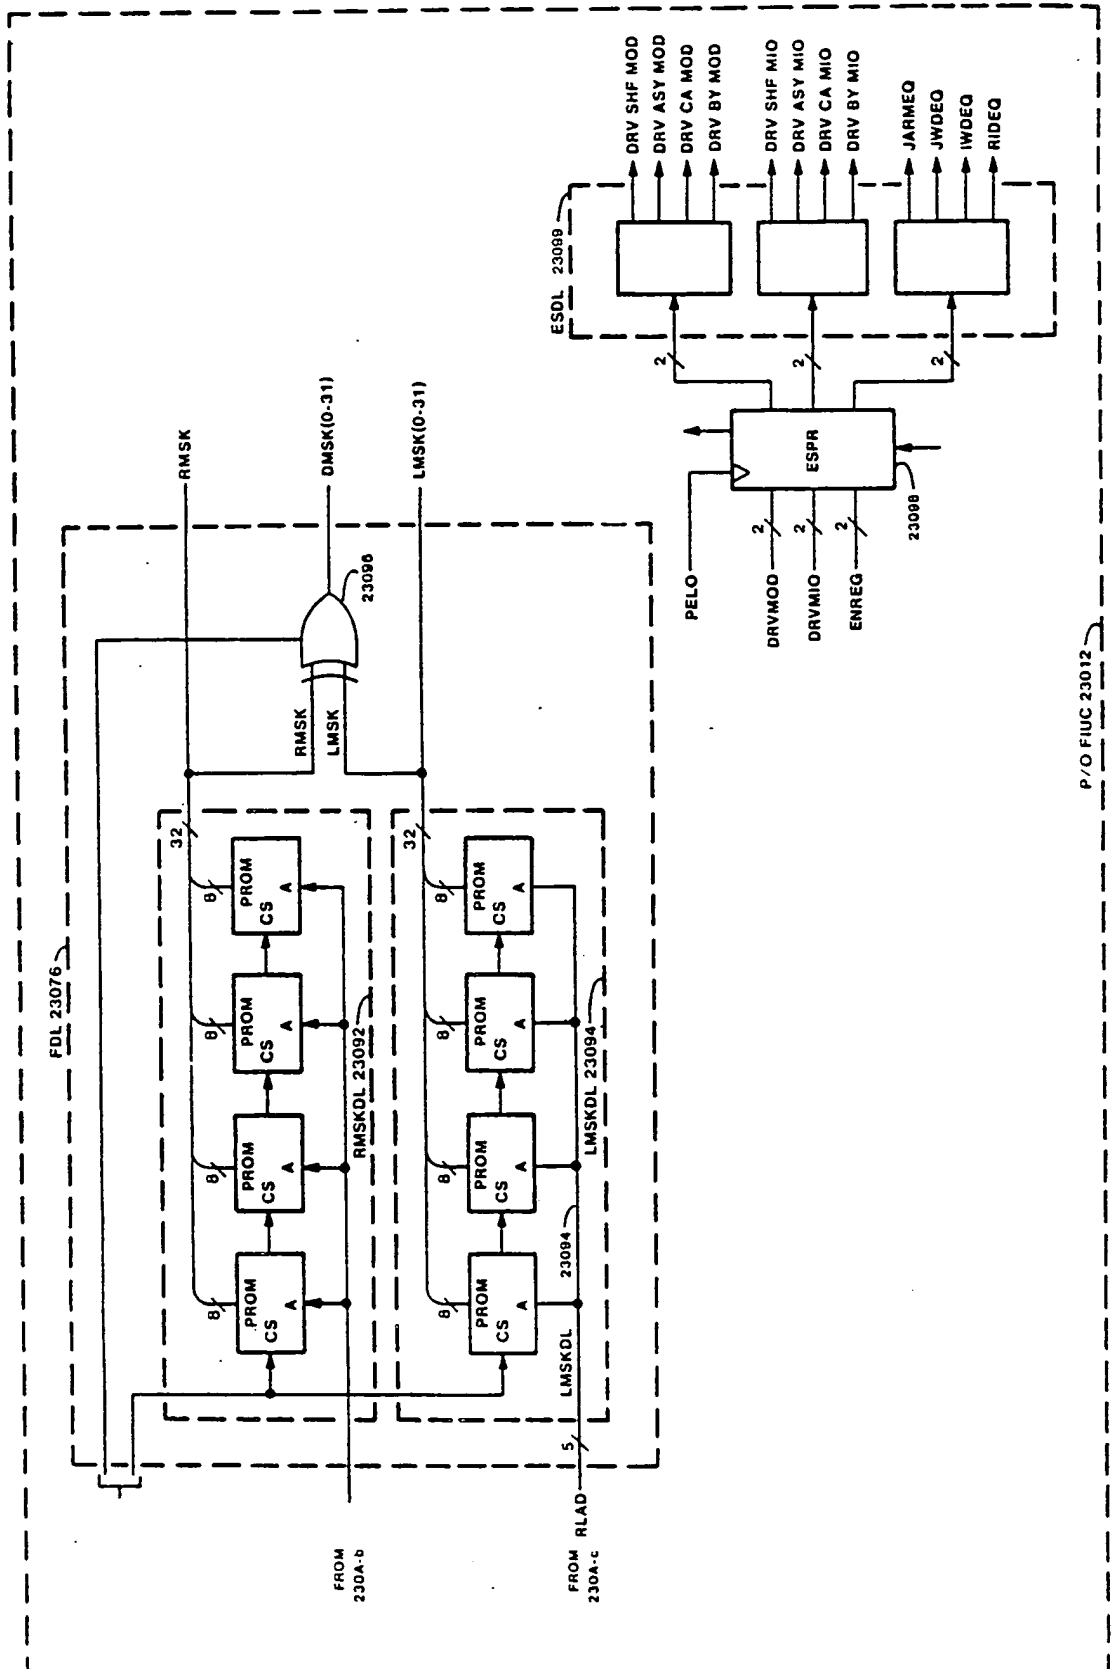 FDL 23076
RMSK
DMSK(0-31)
LMSK(0-31)
32
8
8
8
8
PROM
CS
A
PROM
CS
A
PROM
CS
A
PROM
CS
A
RMSKDL 23092
FROM
230A-b
RMSK
LMSK
23096
32
8
8
8
8
PROM
CS
A
PROM
CS
A
PROM
CS
A
PROM
CS
A
LMSKDL
23094
LMSKDL 23094
5
RLAD
FROM
230A-c
ESDL 23099
DRV SHF MOD
DRV ASY MOD
DRV CA MOD
DRV BY MOD
DRV SHF MIO
DRV ASY MIO
DRV CA MIO
DRV BY MIO
JARMEQ
JWDEQ
IWDEQ
RIDEQ
2
2
2
PELO
ESPR
23098
DRVMOD
2
DRVMIO
2
ENREG
2
P/O FIUC 23012